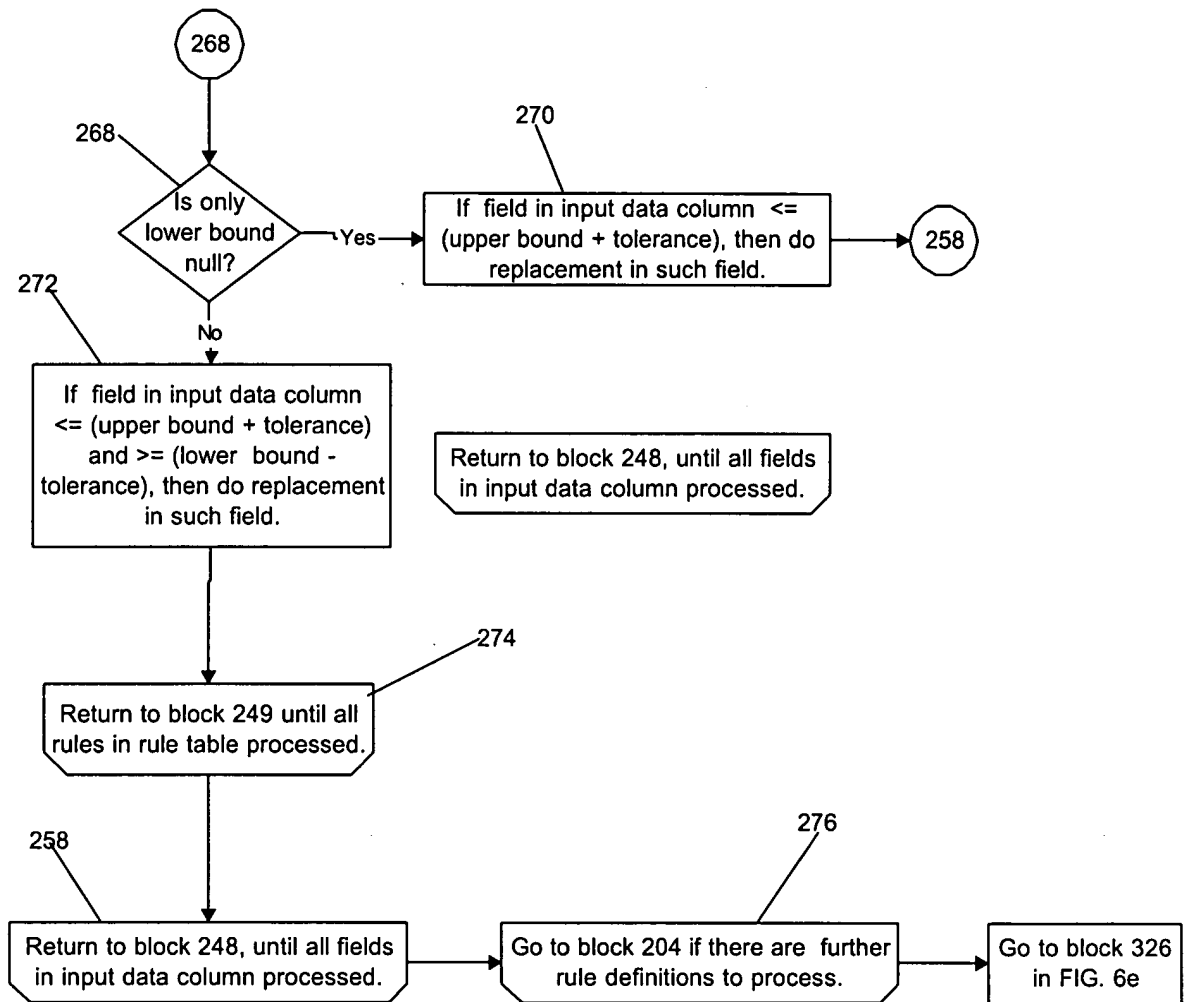 268
268
Is only
lower bound
null?
Yes
270
If field in input data column <=
(upper bound + tolerance), then do
replacement in such field.
258
No
272
If field in input data column
<= (upper bound + tolerance)
and >= (lower bound -
tolerance), then do replacement
in such field.
Return to block 248, until all fields
in input data column processed.
274
Return to block 249 until all
rules in rule table processed.
258
Return to block 248, until all fields
in input data column processed.
276
Go to block 204 if there are further
rule definitions to process.
Go to block 326
in FIG. 6e